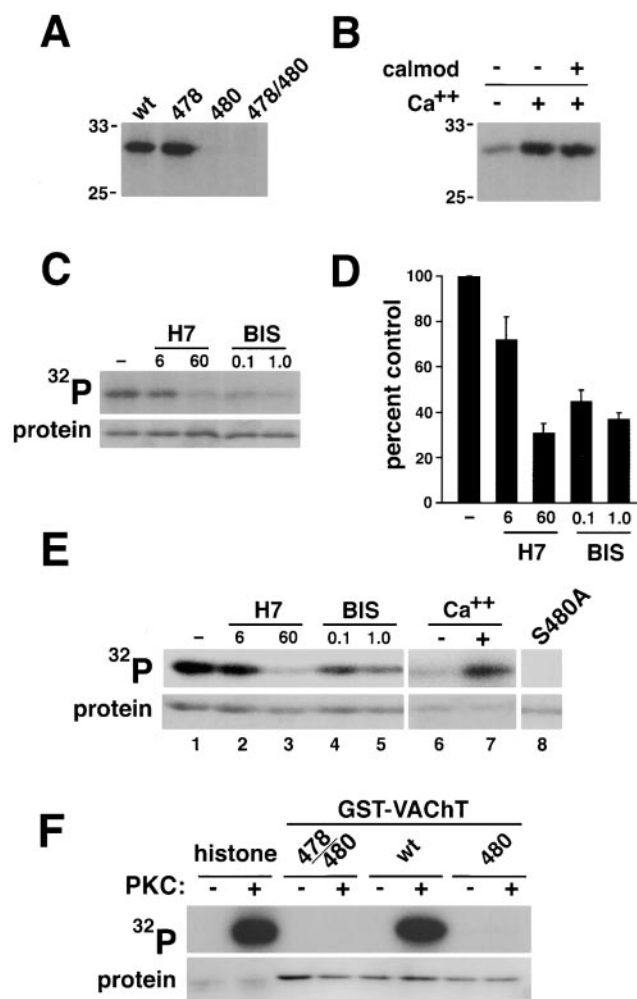 A
wt 478 480 478/480
33-
25-
B
calmod - - +
Ca++ - + +
33-
25-
C
H7 BIS
– 6 60 0.1 1.0
32P
protein
D
percent control
100
80
60
40
20
0
– 6 60 0.1 1.0
H7 BIS
E
H7 BIS Ca++ S480A
– 6 60 0.1 1.0 - +
32P
protein
1 2 3 4 5 6 7 8
F
GST-VAChT
histone 478/480 wt 480
PKC: - + - + - + - +
32P
protein